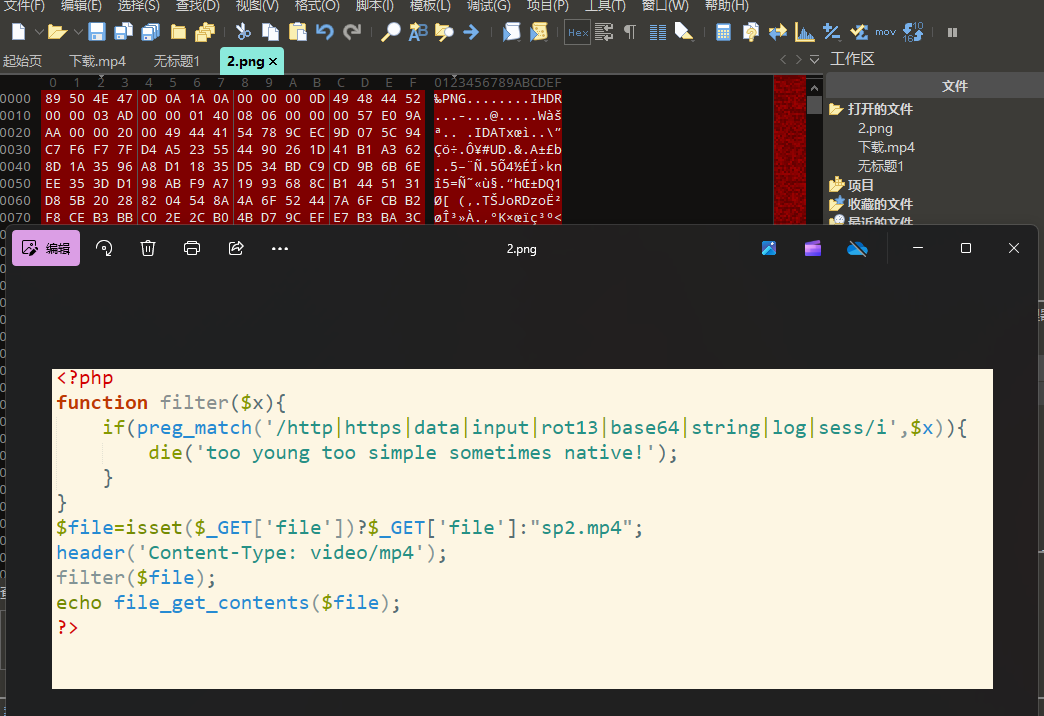 文件(F) 编辑(E) 选择(S) 查找(D) 视图(V) 格式(O) 脚本(I) 模板(L) 调试(G) 项目(P) 工具(T) 窗口(W) 帮助(H)
Hex mov
起始页 下载.mp4 无标题1 2.png × 工作区
0 1 2 3 4 5 6 7 8 9 A B C D E F 0123456789ABCDEF 文件
0000 89 50 4E 47 0D 0A 1A 0A 00 00 00 0D 49 48 44 52 ‰PNG........IHDR 打开的文件
0010 00 00 03 AD 00 00 01 40 08 06 00 00 00 57 E0 9A ...-...@.....Wàš 2.png
0020 AA 00 00 20 00 49 44 41 54 78 9C EC 9D 07 5C 94 ª.. .IDATxœì..\” 下载.mp4
0030 C7 F6 F7 7F D4 A5 23 55 44 90 26 1D 41 B1 A3 62 Çö÷.Ô¥#UD.&.A±£b 无标题1
0040 8D 1A 35 96 A8 D1 18 35 D5 34 BD C9 CD 9B 6B 6E ..5–¨Ñ.5Õ4½ÉÍ›kn
0050 EE 35 3D D1 98 AB F9 A7 19 93 68 8C B1 44 51 31 î5=Ñ˜«ù§.“hŒ±DQ1 项目
0060 D8 5B 20 28 82 04 54 8A 4A 6F 52 44 7A 6F CB B2 Ø[ (‚.TŠJoRDzoË² 收藏的文件
0070 F8 CE B3 BB C0 2E 2C B0 4B D7 9C EF E7 B3 BA 3C øÎ³»À.,°K×œïç³º< 最近的文件
编辑 2.png
<?php
function filter($x){
if(preg_match('/http|https|data|input|rot13|base64|string|log|sess/i',$x)){
die('too young too simple sometimes native!');
}
}
$file=isset($_GET['file'])?$_GET['file']:"sp2.mp4";
header('Content-Type: video/mp4');
filter($file);
echo file_get_contents($file);
?>